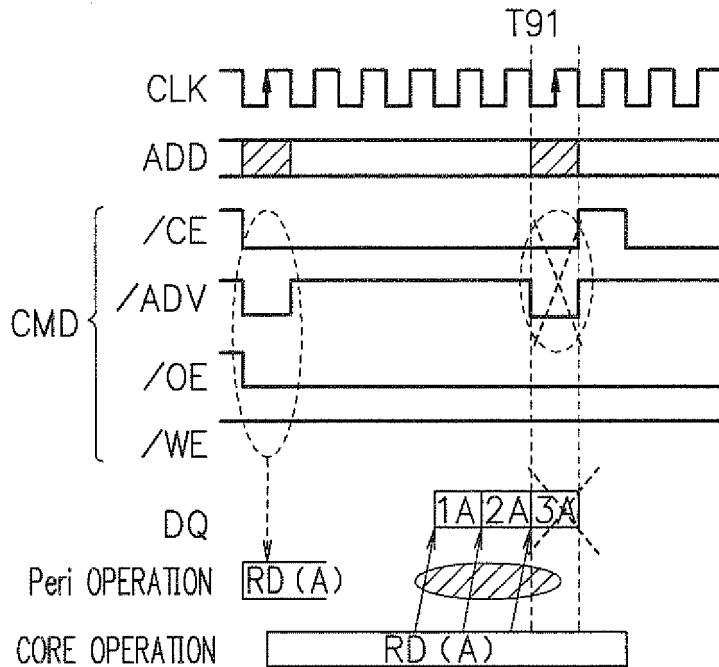 T91
CLK
ADD
/CE
/ADV
CMD
/OE
/WE
DQ 1A 2A 3A
Peri OPERATION RD(A)
CORE OPERATION RD(A)